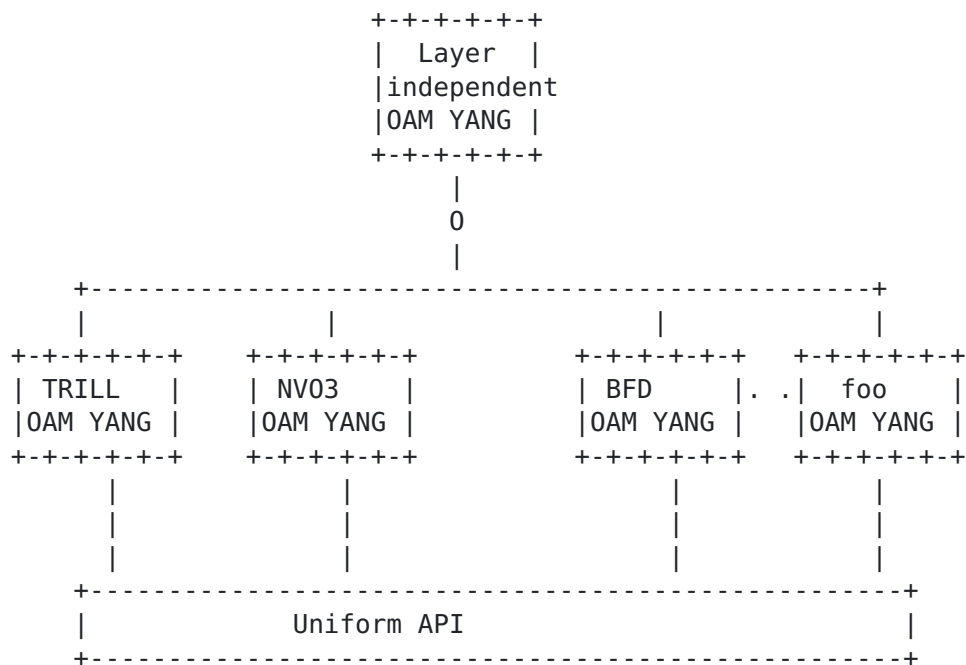 Layer
independent
OAM YANG
O
TRILL NVO3 BFD . . foo
OAM YANG OAM YANG OAM YANG OAM YANG
Uniform API